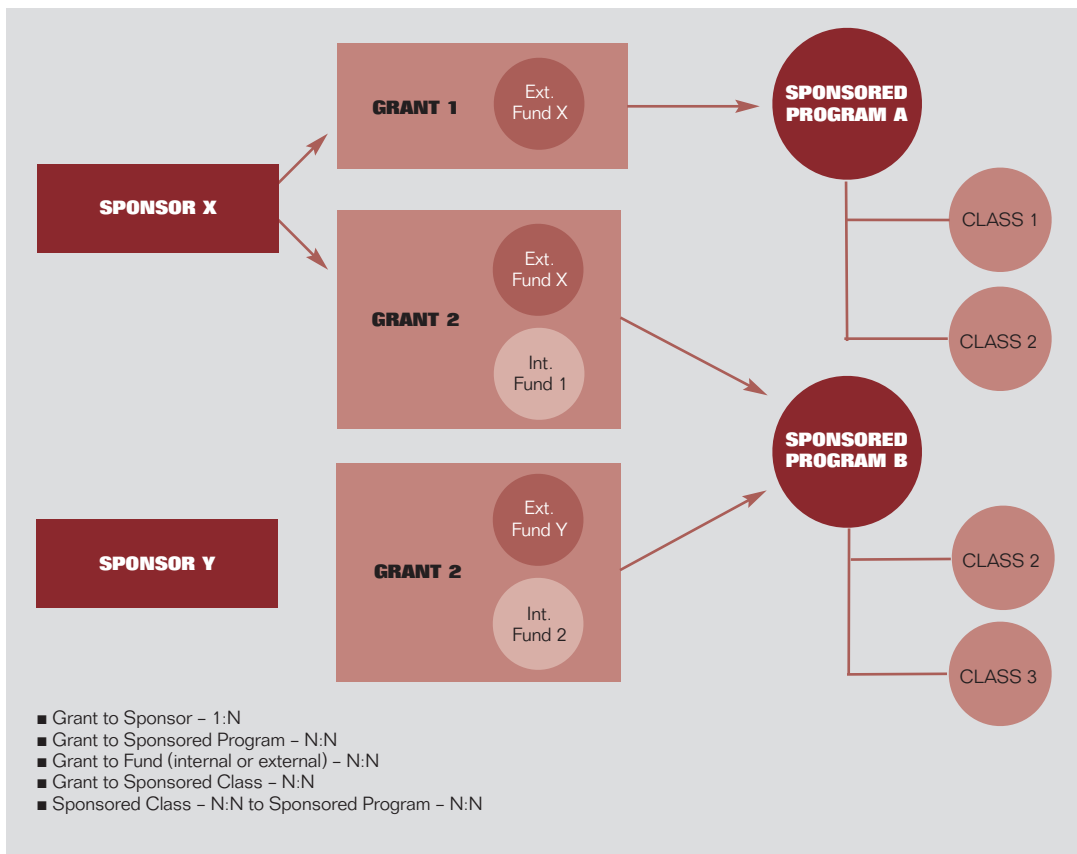 GRANT 1
Ext.
Fund X
SPONSORED
PROGRAM A
SPONSOR X
CLASS 1
GRANT 2
Ext.
Fund X
Int.
Fund 1
CLASS 2
SPONSORED
PROGRAM B
SPONSOR Y
GRANT 2
Ext.
Fund Y
Int.
Fund 2
CLASS 2
CLASS 3
■ Grant to Sponsor – 1:N
■ Grant to Sponsored Program – N:N
■ Grant to Fund (internal or external) – N:N
■ Grant to Sponsored Class – N:N
■ Sponsored Class – N:N to Sponsored Program – N:N